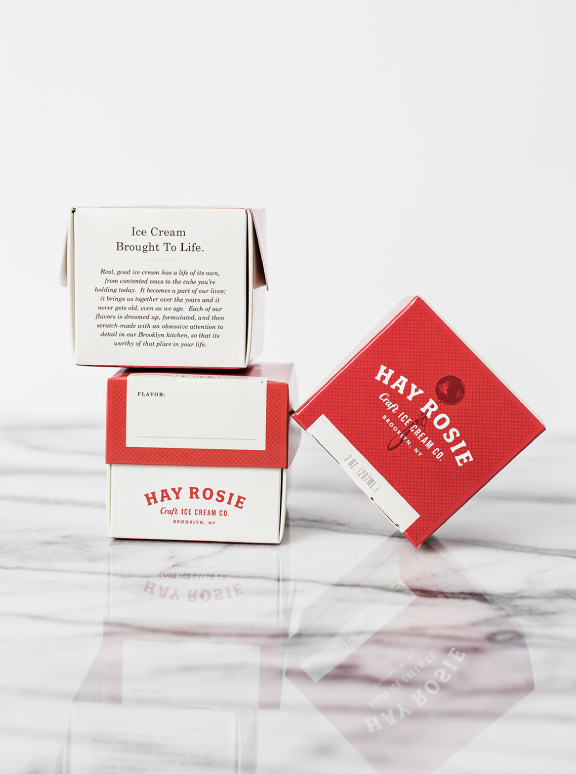 Ice Cream
Brought To Life.
Real, good ice cream has a life of its own,
from contented cows to the cube you're
holding today. It becomes a part of our lives;
it brings us together over the years and it
never gets old, even as we age. Each of our
flavors is dreamed up, formulated, and then
scratch-made with an obsessive attention to
detail in our Brooklyn kitchen, so that its
worthy of that place in your life.
FLAVOR:
HAY ROSIE
Craft ICE CREAM CO.
BROOKLYN, NY
HAY ROSIE
Craft ICE CREAM CO.
BROOKLYN, NY
7 OZ. (207ML)